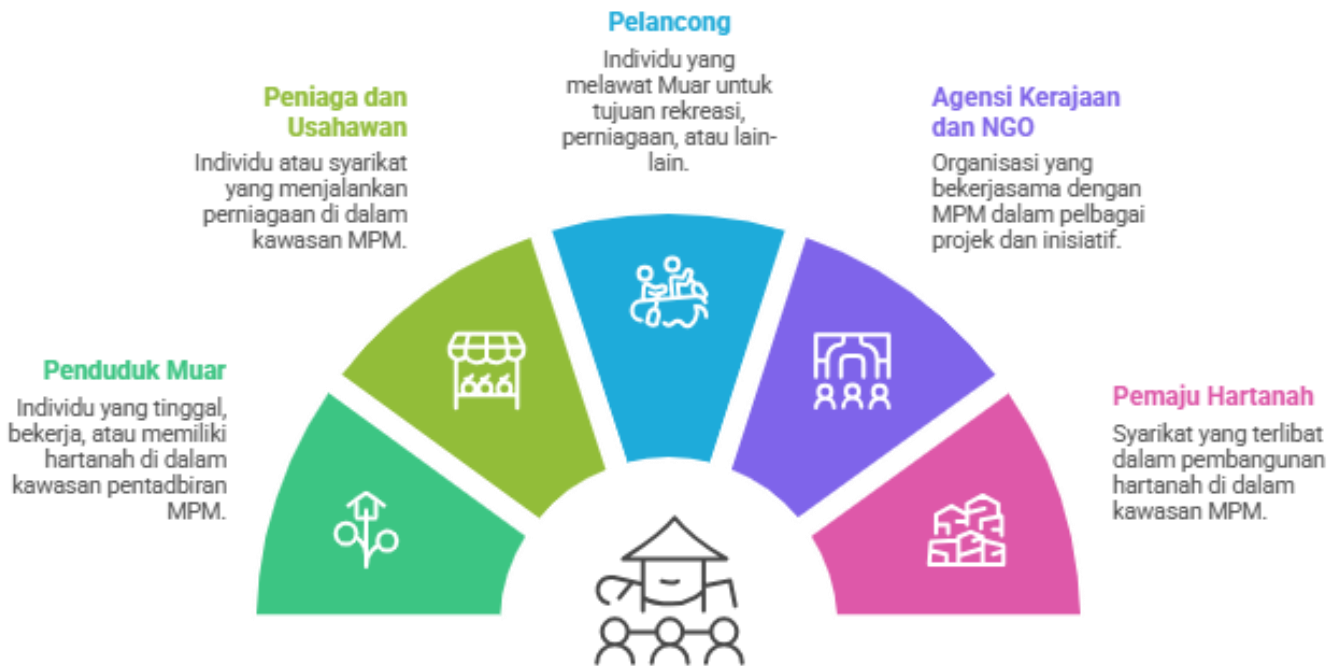 Pelancong
Individu yang
melawat Muar untuk
tujuan rekreasi,
perniagaan, atau lain-
lain.
Peniaga dan
Usahawan
Individu atau syarikat
yang menjalankan
perniagaan di dalam
kawasan MPM.
Agensi Kerajaan
dan NGO
Organisasi yang
bekerjasama dengan
MPM dalam pelbagai
projek dan inisiatif.
Penduduk Muar
Individu yang tinggal,
bekerja, atau memiliki
hartanah di dalam
kawasan pentadbiran
MPM.
Pemaju Hartanah
Syarikat yang terlibat
dalam pembangunan
hartanah di dalam
kawasan MPM.